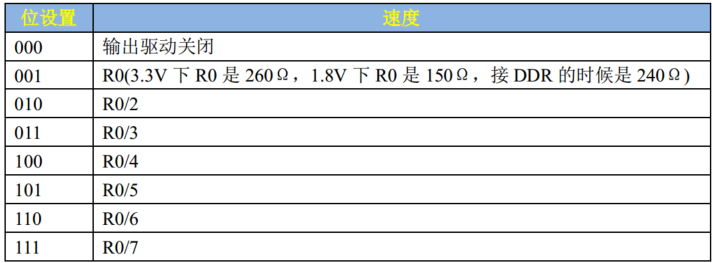 位设置 速度
000 输出驱动关闭
001 R0(3.3V 下 R0 是 260Ω，1.8V 下 R0 是 150Ω，接 DDR 的时候是 240Ω)
010 R0/2
011 R0/3
100 R0/4
101 R0/5
110 R0/6
111 R0/7